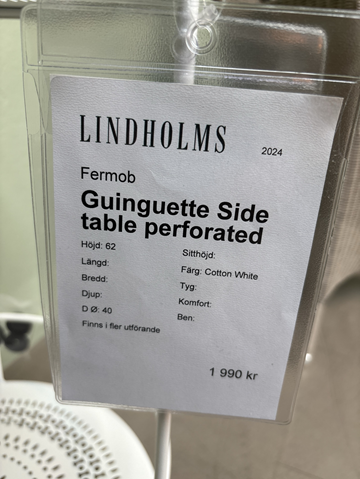 LINDHOLMS
2024
Fermob
Guinguette Side
table perforated
Höjd: 62
Sitthöjd:
Längd:
Färg: Cotton White
Bredd:
Tyg:
Djup:
Komfort:
D Ø: 40
Ben:
Finns i fler utförande
1 990 kr